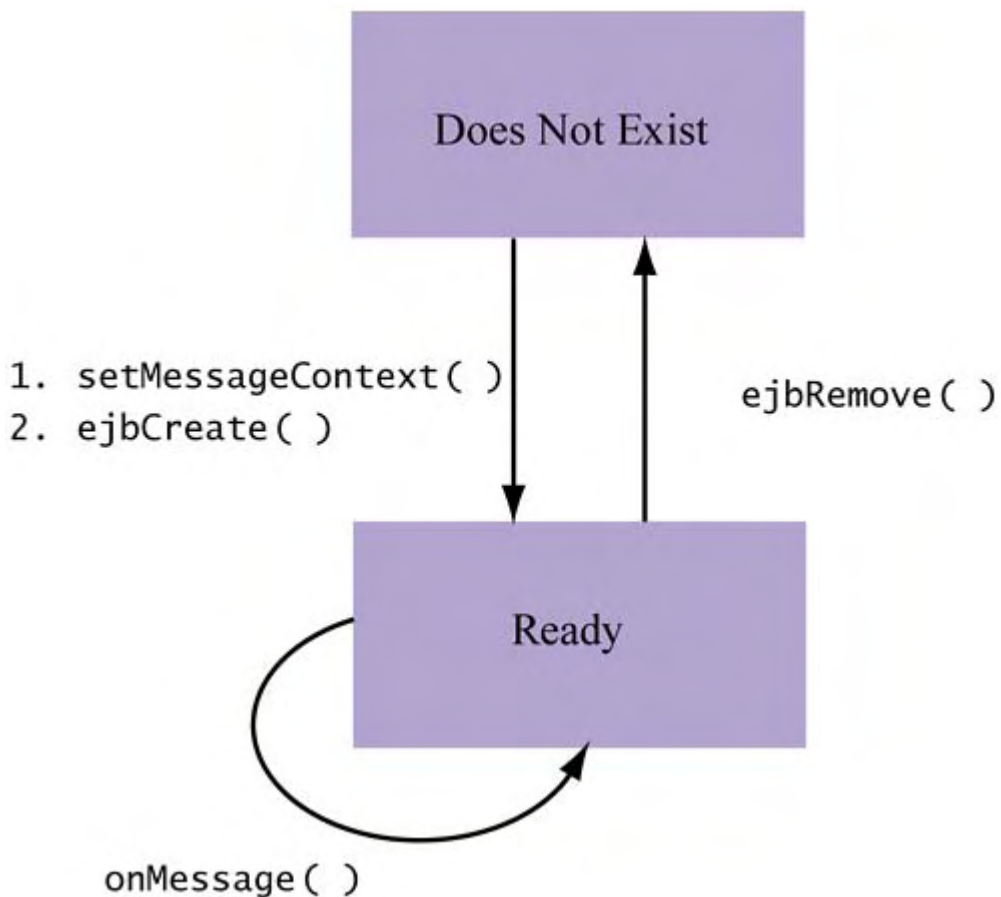 Does Not Exist
1. setMessageContext( )
2. ejbCreate( )
ejbRemove( )
Ready
onMessage( )